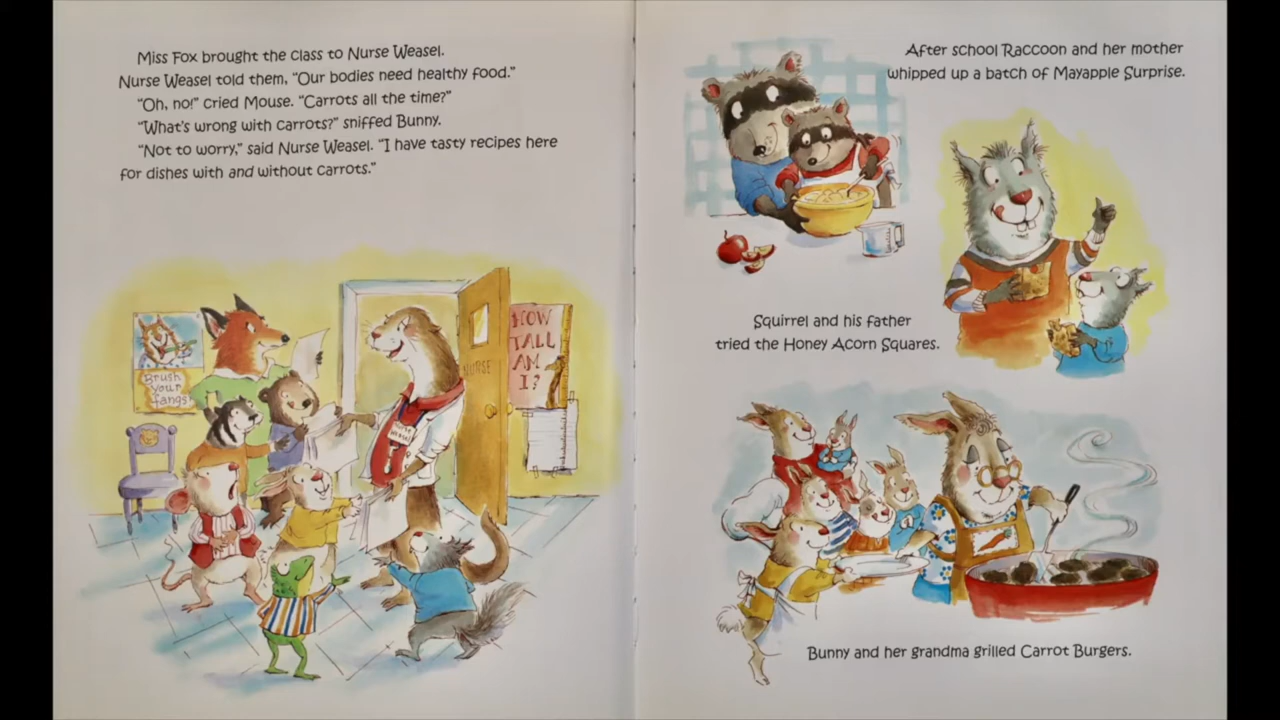 Miss Fox brought the class to Nurse Weasel.
Nurse Weasel told them, “Our bodies need healthy food.”
“Oh, no!” cried Mouse. “Carrots all the time?”
“What’s wrong with carrots?” sniffed Bunny.
“Not to worry,” said Nurse Weasel. “I have tasty recipes here
for dishes with and without carrots.”
Brush
your
fangs!
NURSE
Nurse
Weasel
HOW
TALL
AM
I?
After school Raccoon and her mother
whipped up a batch of Mayapple Surprise.
Squirrel and his father
tried the Honey Acorn Squares.
Bunny and her grandma grilled Carrot Burgers.